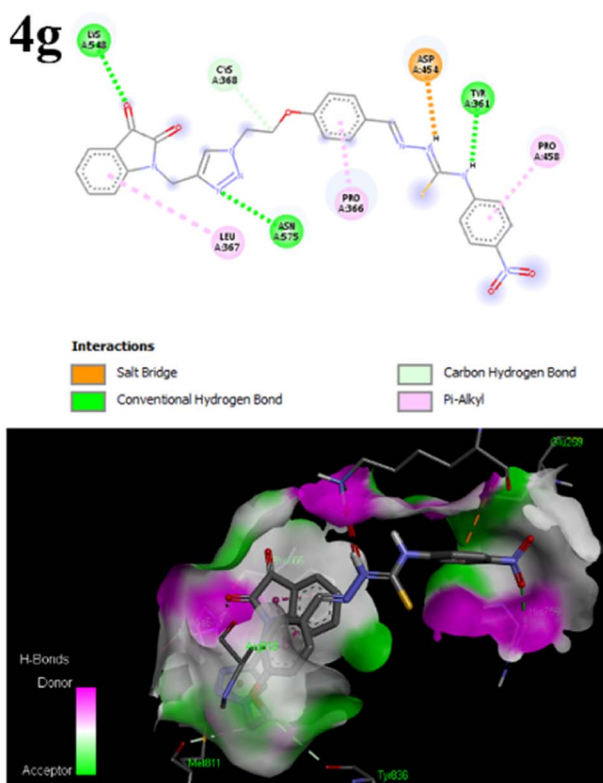 4g
LYS
A:548
CYS
A:368
ASP
A:454
TYR
A:361
PRO
A:458
PRO
A:366
LEU
A:367
ASN
A:575
Interactions
Salt Bridge
Conventional Hydrogen Bond
Carbon Hydrogen Bond
Pi-Alkyl
H-Bonds
Donor
Acceptor
Met811
Tyr836